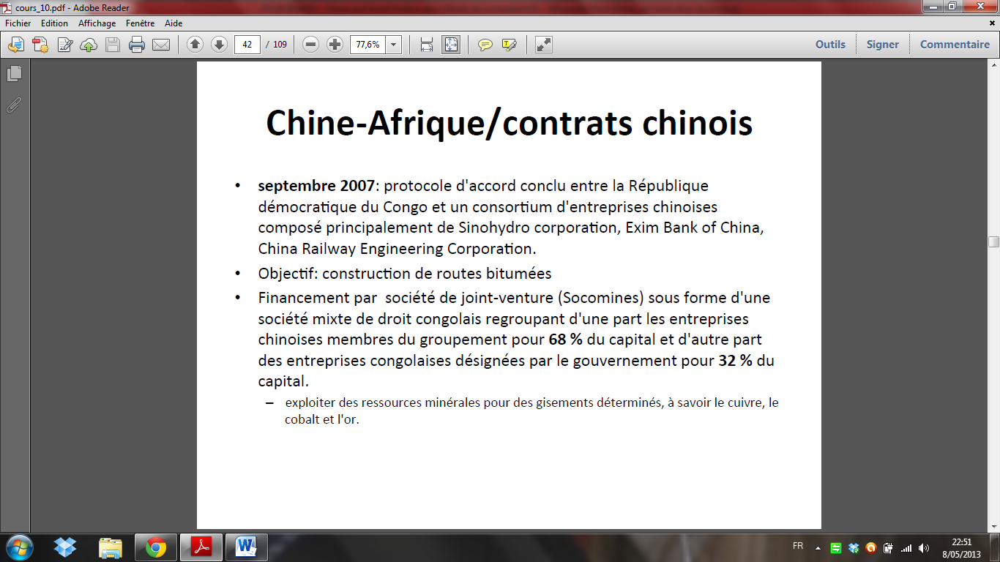 cours_10.pdf - Adobe Reader
Fichier Edition Affichage Fenêtre Aide
42 / 109 77,6% Outils Signer Commentaire
Chine-Afrique/contrats chinois
• septembre 2007: protocole d'accord conclu entre la République
démocratique du Congo et un consortium d'entreprises chinoises
composé principalement de Sinohydro corporation, Exim Bank of China,
China Railway Engineering Corporation.
• Objectif: construction de routes bitumées
• Financement par société de joint-venture (Socomines) sous forme d'une
société mixte de droit congolais regroupant d'une part les entreprises
chinoises membres du groupement pour 68 % du capital et d'autre part
des entreprises congolaises désignées par le gouvernement pour 32 % du
capital.
– exploiter des ressources minérales pour des gisements déterminés, à savoir le cuivre, le
cobalt et l'or.
FR 22:51
8/05/2013